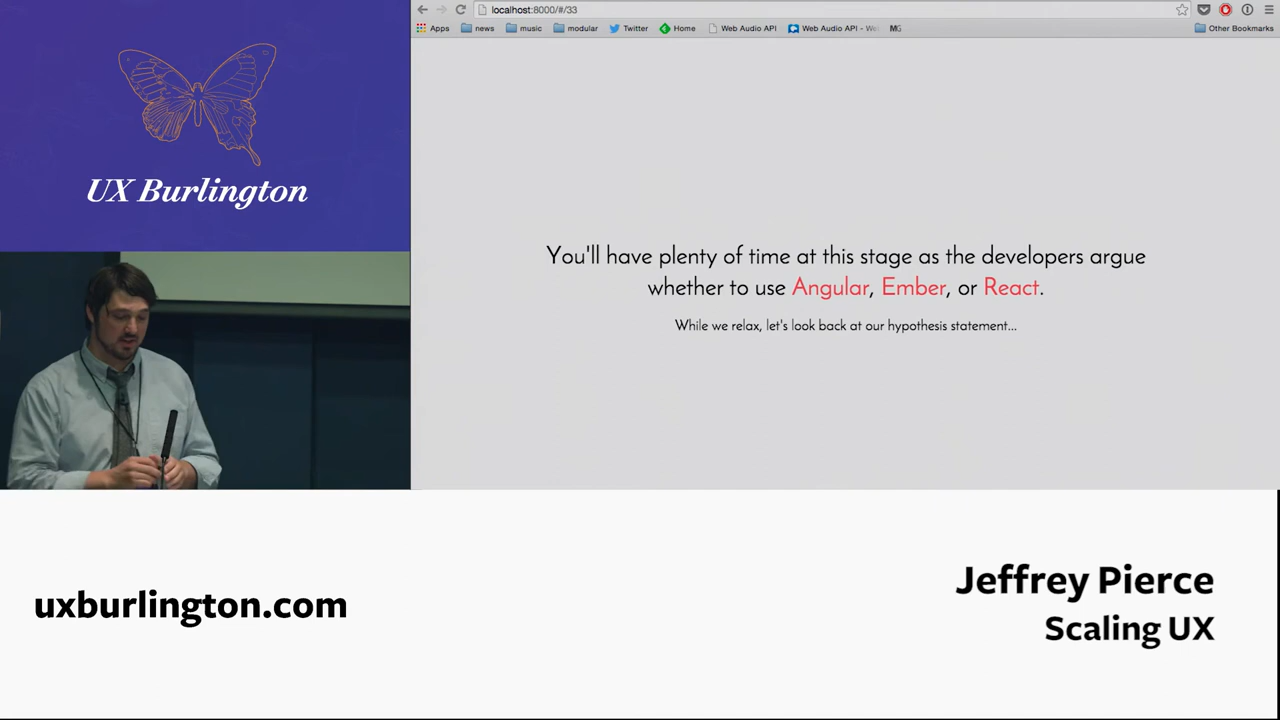 UX Burlington
localhost:8000/#/33
Apps
news
music
modular
Twitter
Home
Web Audio API
Web Audio API - We
MG
Other Bookmarks
You'll have plenty of time at this stage as the developers argue
whether to use Angular, Ember, or React.
While we relax, let's look back at our hypothesis statement...
uxburlington.com
Jeffrey Pierce
Scaling UX